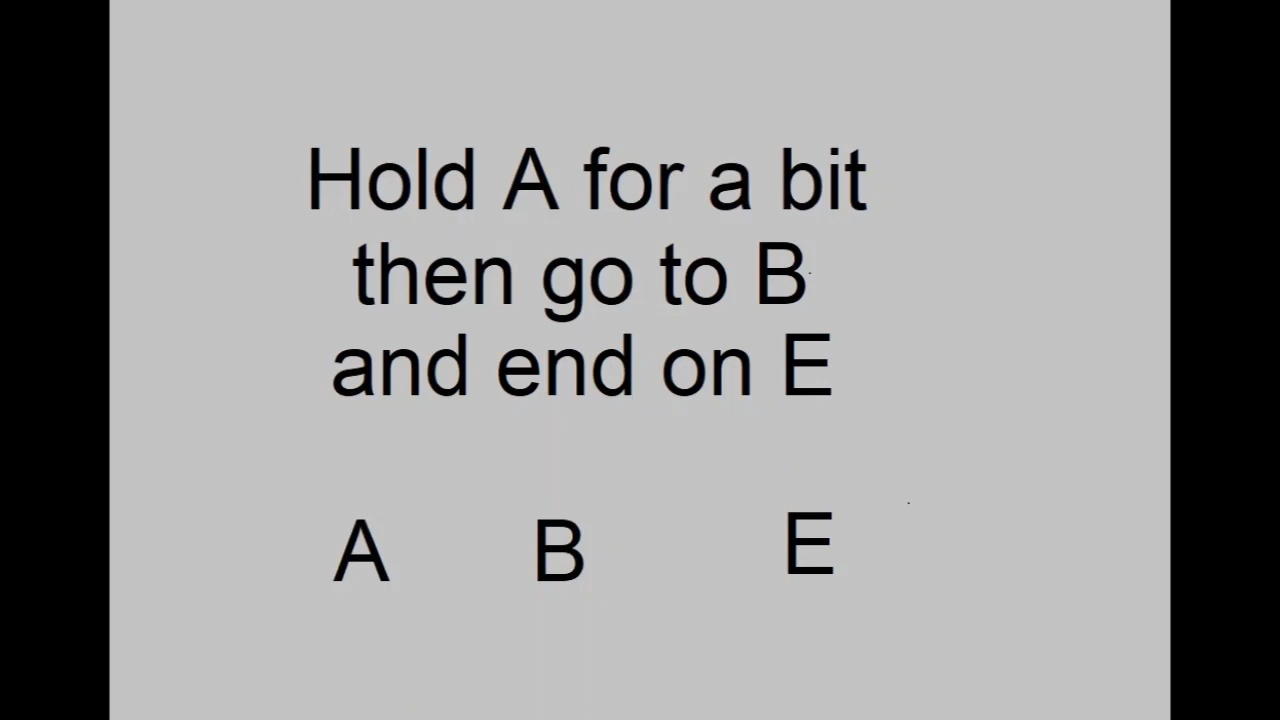 Hold A for a bit
then go to B
and end on E
A B E